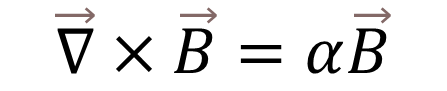 ∇⃗ × B⃗ = αB⃗